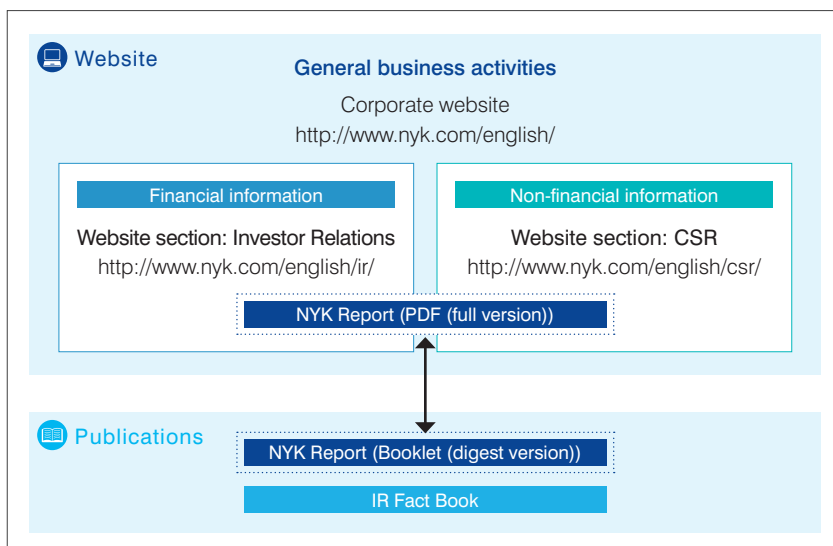 Website
General business activities
Corporate website
http://www.nyk.com/english/
Financial information
Website section: Investor Relations
http://www.nyk.com/english/ir/
Non-financial information
Website section: CSR
http://www.nyk.com/english/csr/
NYK Report (PDF (full version))
Publications
NYK Report (Booklet (digest version))
IR Fact Book